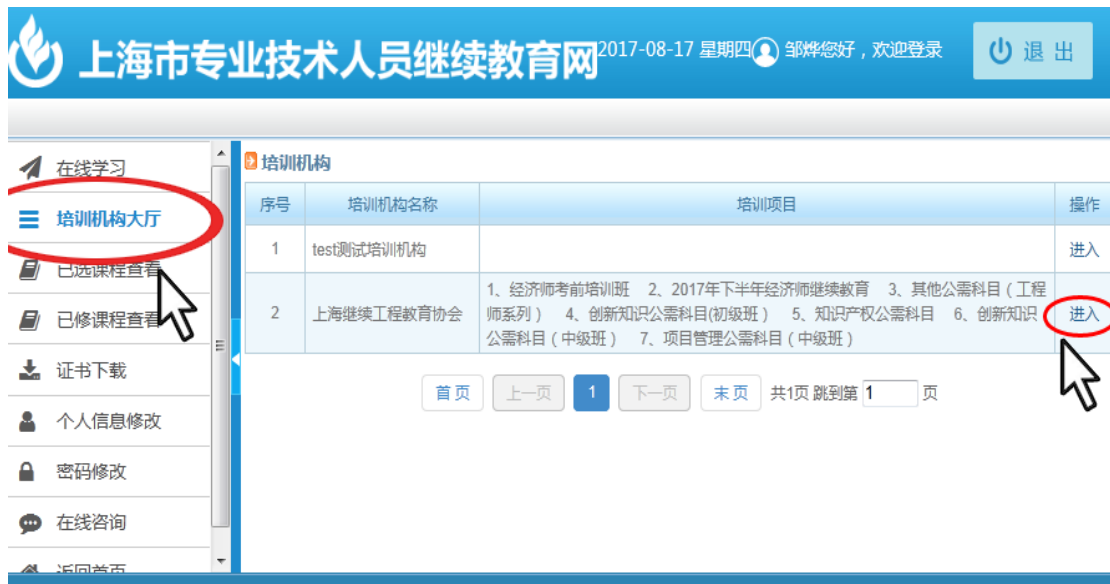 上海市专业技术人员继续教育网
2017-08-17 星期四 邹烨您好，欢迎登录
退 出
在线学习
培训机构大厅
已选课程查看
已修课程查看
证书下载
个人信息修改
密码修改
在线咨询
返回首页
培训机构
序号 培训机构名称 培训项目 操作
1 test测试培训机构 进入
2 上海继续工程教育协会
1、经济师考前培训班 2、2017年下半年经济师继续教育 3、其他公需科目（工程
师系列） 4、创新知识公需科目(初级班） 5、知识产权公需科目 6、创新知识
公需科目（中级班） 7、项目管理公需科目（中级班）
进入
首页 上一页 1 下一页 末页 共1页 跳到第 1 页